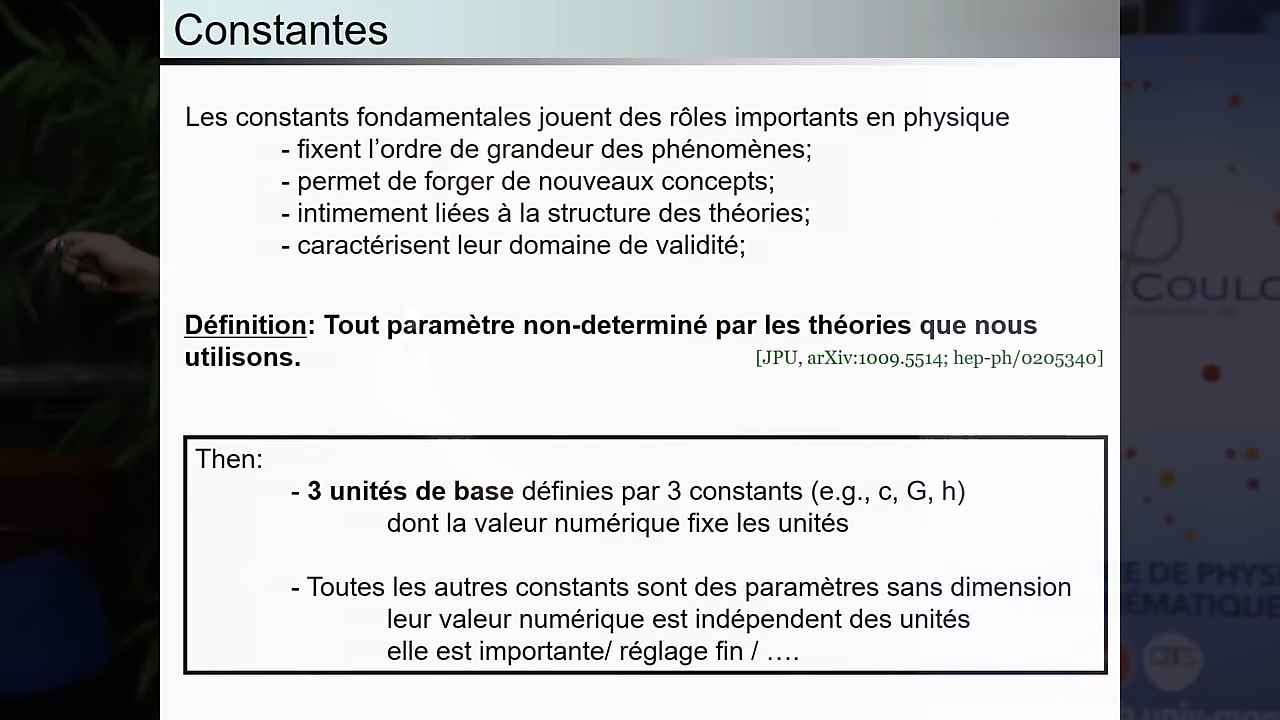 Constantes
Les constants fondamentales jouent des rôles importants en physique
- fixent l'ordre de grandeur des phénomènes;
- permet de forger de nouveaux concepts;
- intimement liées à la structure des théories;
- caractérisent leur domaine de validité;
Définition: Tout paramètre non-determiné par les théories que nous
utilisons.
[JPU, arXiv:1009.5514; hep-ph/0205340]
Then:
- 3 unités de base définies par 3 constants (e.g., c, G, h)
dont la valeur numérique fixe les unités
- Toutes les autres constants sont des paramètres sans dimension
leur valeur numérique est indépendent des unités
elle est importante/ réglage fin / ....
COULO
E DE PHYS